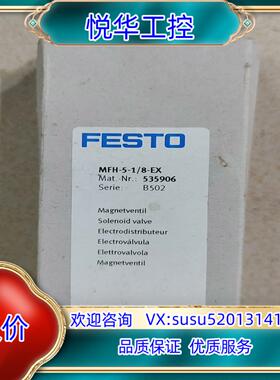 悦华工控
FESTO
MFH-5-1/8-EX
Mat.-Nr.: 535906
Serie: B502
Magnetventil
Solenoid valve
Electrodistributeur
Electroválvula
Elettrovalvola
Magnetventil
欢迎咨询 VX:susu52013141
品质保证 优质服务